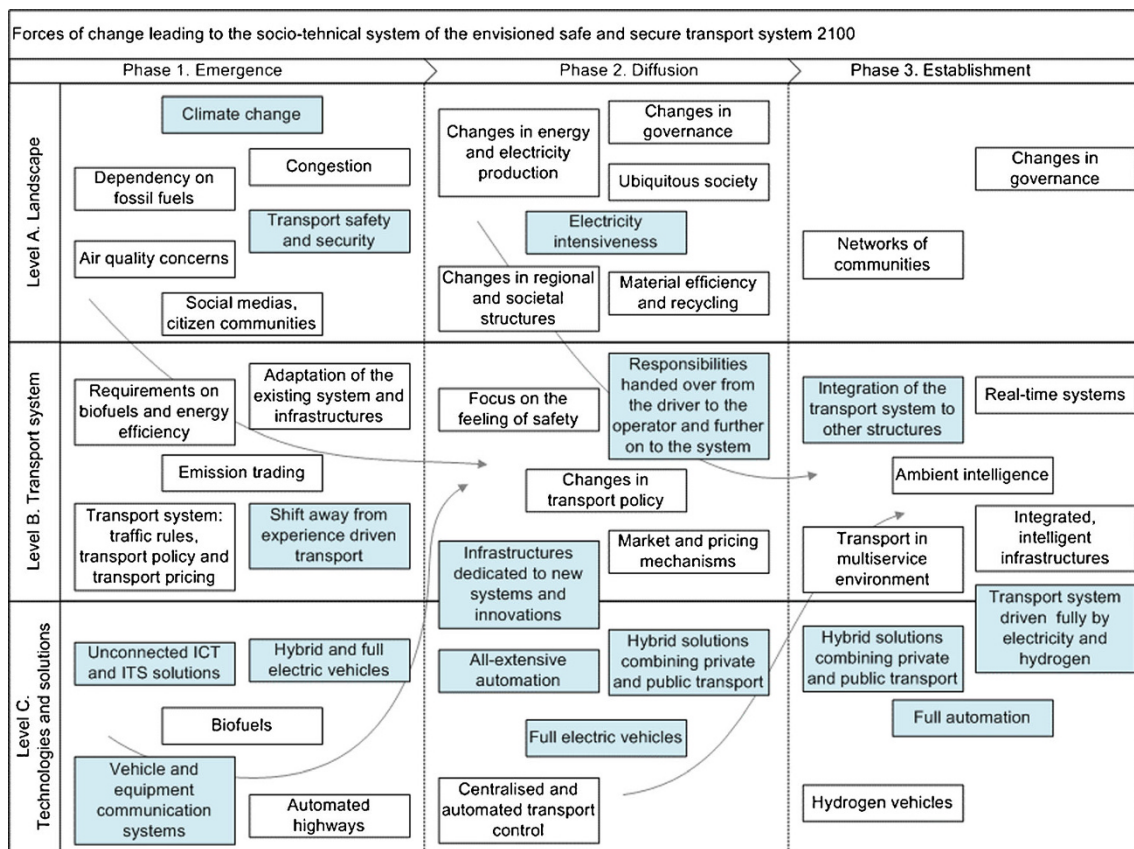 Forces of change leading to the socio-tehnical system of the envisioned safe and secure transport system 2100
Phase 1. Emergence
Phase 2. Diffusion
Phase 3. Establishment
Level A. Landscape
Climate change
Congestion
Dependency on
fossil fuels
Transport safety
and security
Air quality concerns
Social medias,
citizen communities
Changes in energy
and electricity
production
Changes in
governance
Ubiquitous society
Electricity
intensiveness
Changes in regional
and societal
structures
Material efficiency
and recycling
Changes in
governance
Networks of
communities
Level B. Transport system
Requirements on
biofuels and energy
efficiency
Adaptation of the
existing system and
infrastructures
Emission trading
Transport system:
traffic rules,
transport policy and
transport pricing
Shift away from
experience driven
transport
Focus on the
feeling of safety
Responsibilities
handed over from
the driver to the
operator and further
on to the system
Changes in
transport policy
Infrastructures
dedicated to new
systems and
innovations
Market and pricing
mechanisms
Integration of the
transport system to
other structures
Real-time systems
Ambient intelligence
Transport in
multiservice
environment
Integrated,
intelligent
infrastructures
Transport system
driven fully by
electricity and
hydrogen
Level C.
Technologies and solutions
Unconnected ICT
and ITS solutions
Hybrid and full
electric vehicles
Biofuels
Vehicle and
equipment
communication
systems
Automated
highways
All-extensive
automation
Hybrid solutions
combining private
and public transport
Full electric vehicles
Centralised and
automated transport
control
Hybrid solutions
combining private
and public transport
Full automation
Hydrogen vehicles